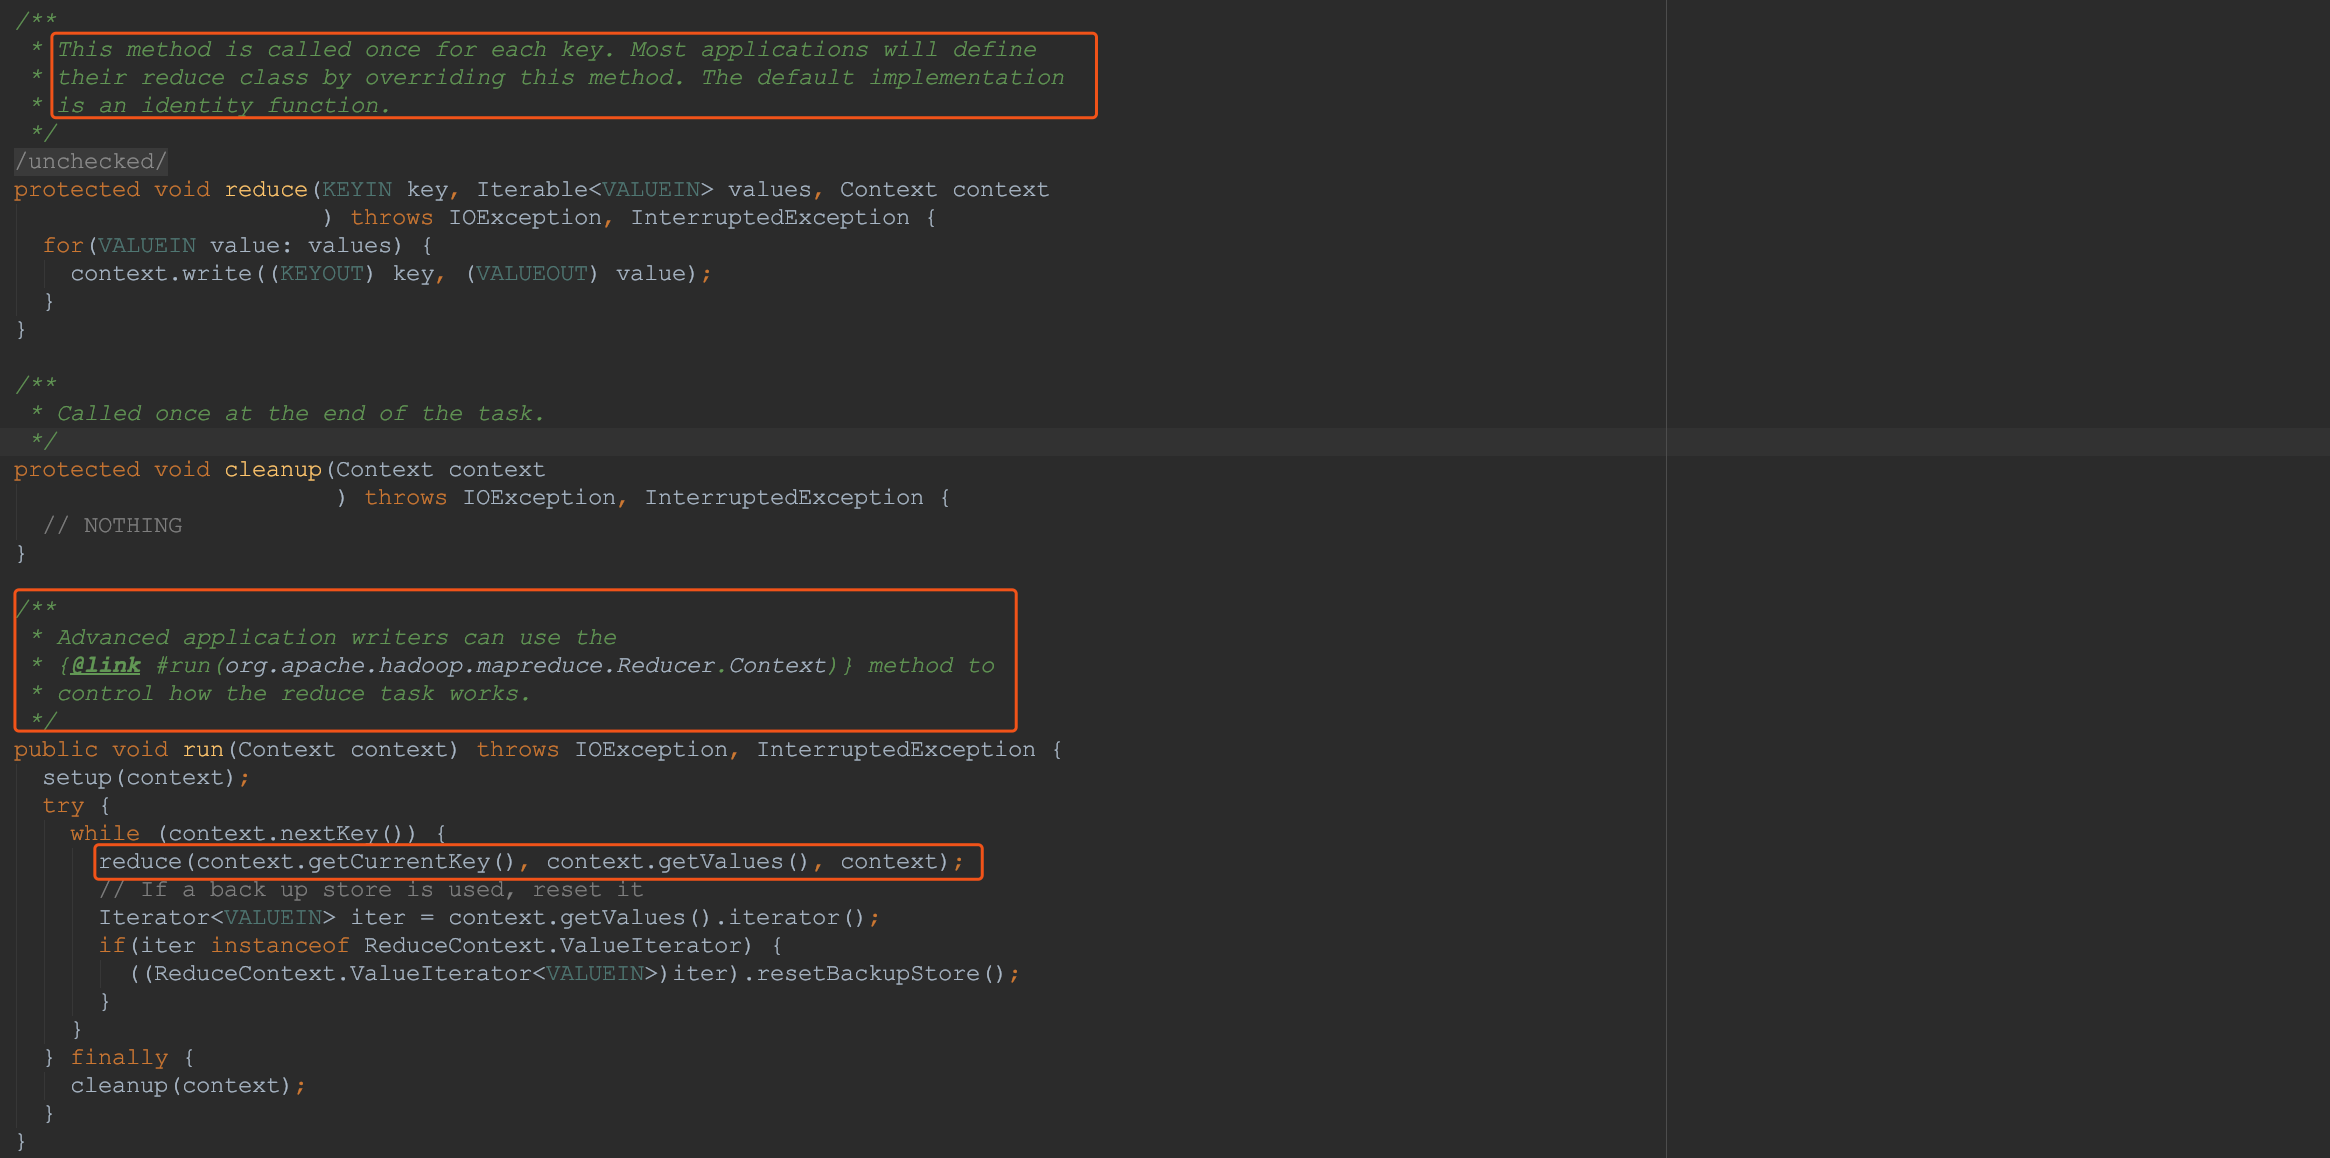 /**
 * This method is called once for each key. Most applications will define
 * their reduce class by overriding this method. The default implementation
 * is an identity function.
 */
/unchecked/
protected void reduce(KEYIN key, Iterable<VALUEIN> values, Context context
                      ) throws IOException, InterruptedException {
  for(VALUEIN value: values) {
    context.write((KEYOUT) key, (VALUEOUT) value);
  }
}
/**
 * Called once at the end of the task.
 */
protected void cleanup(Context context
                       ) throws IOException, InterruptedException {
  // NOTHING
}
/**
 * Advanced application writers can use the
 * {@link #run(org.apache.hadoop.mapreduce.Reducer.Context)} method to
 * control how the reduce task works.
 */
public void run(Context context) throws IOException, InterruptedException {
  setup(context);
  try {
    while (context.nextKey()) {
      reduce(context.getCurrentKey(), context.getValues(), context);
      // If a back up store is used, reset it
      Iterator<VALUEIN> iter = context.getValues().iterator();
      if(iter instanceof ReduceContext.ValueIterator) {
        ((ReduceContext.ValueIterator<VALUEIN>)iter).resetBackupStore();
      }
    }
  } finally {
    cleanup(context);
  }
}